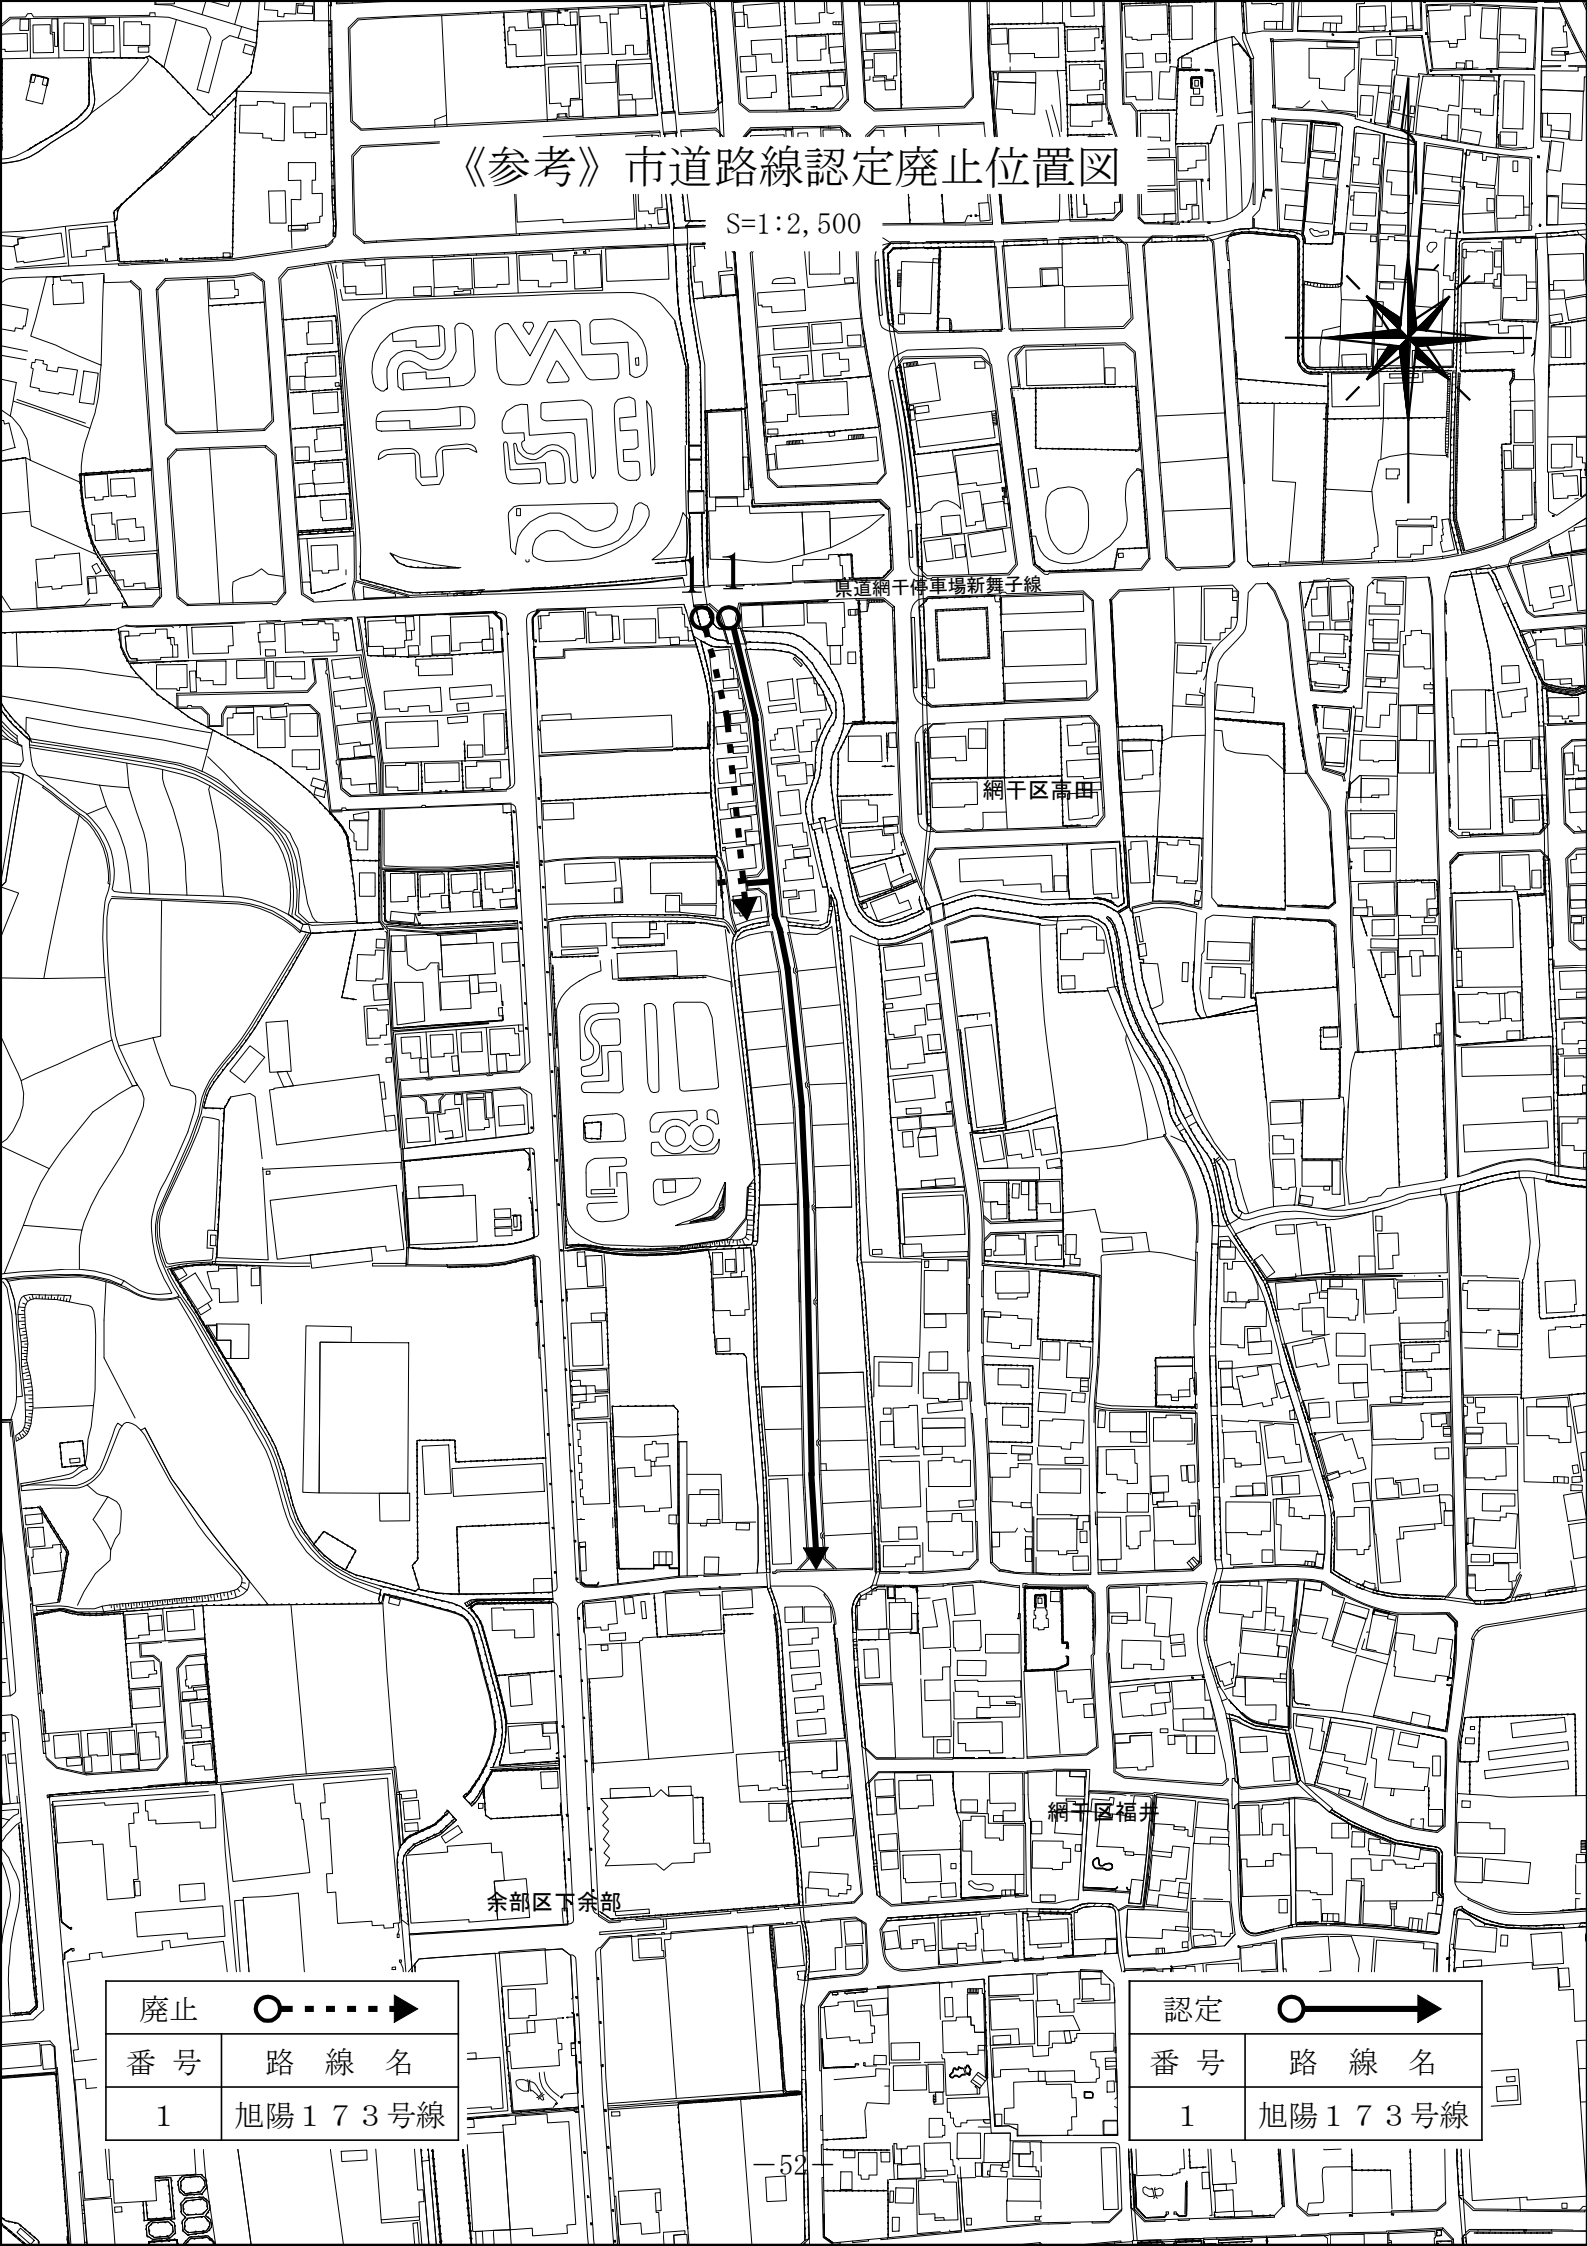 《参考》市道路線認定廃止位置図
S=1:2,500
1 1
県道網干停車場新舞子線
網干区高田
網干区福井
余部区下余部
廃止
番号 路線名
1 旭陽１７３号線
認定
番号 路線名
1 旭陽１７３号線
－52－